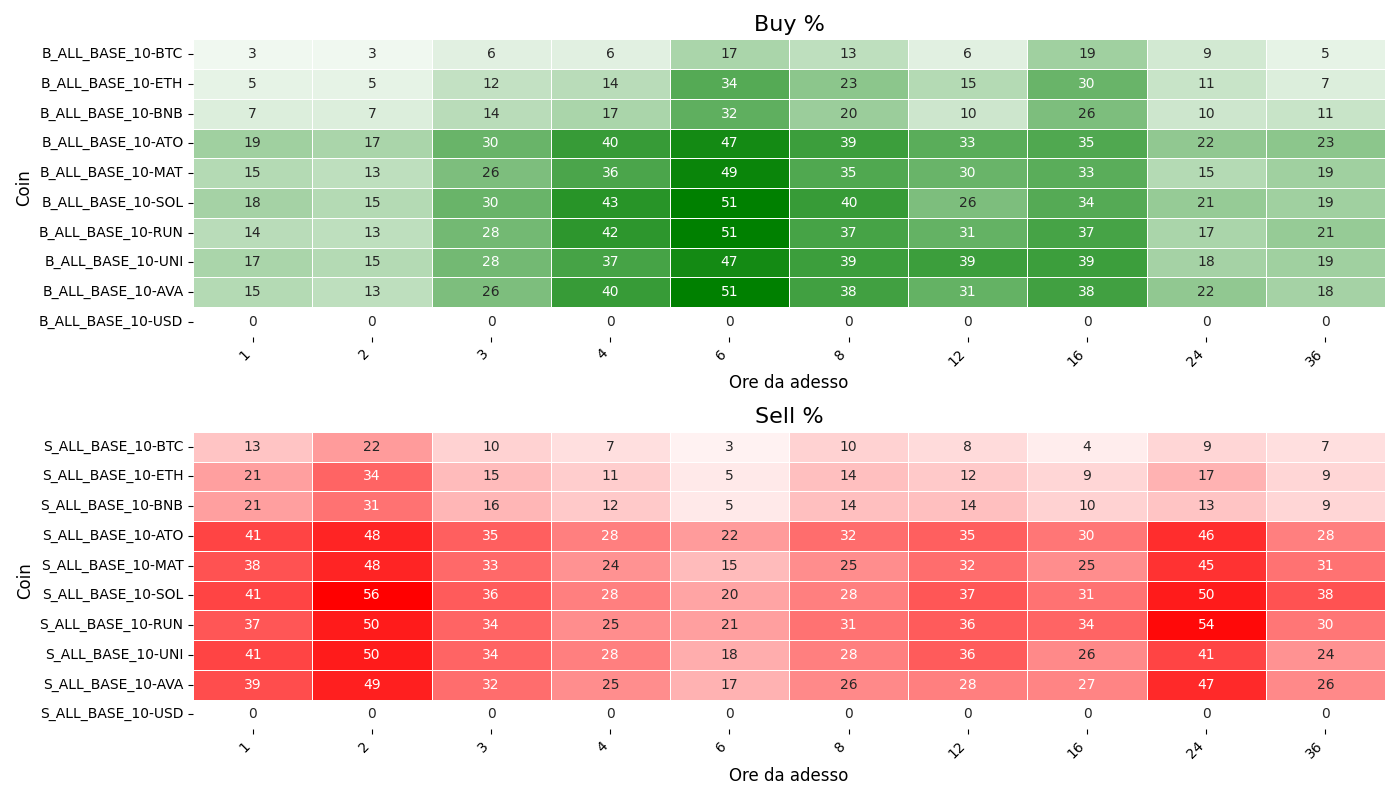 Buy %
Coin
B_ALL_BASE_10-BTC 3 3 6 6 17 13 6 19 9 5
B_ALL_BASE_10-ETH 5 5 12 14 34 23 15 30 11 7
B_ALL_BASE_10-BNB 7 7 14 17 32 20 10 26 10 11
B_ALL_BASE_10-ATO 19 17 30 40 47 39 33 35 22 23
B_ALL_BASE_10-MAT 15 13 26 36 49 35 30 33 15 19
B_ALL_BASE_10-SOL 18 15 30 43 51 40 26 34 21 19
B_ALL_BASE_10-RUN 14 13 28 42 51 37 31 37 17 21
B_ALL_BASE_10-UNI 17 15 28 37 47 39 39 39 18 19
B_ALL_BASE_10-AVA 15 13 26 40 51 38 31 38 22 18
B_ALL_BASE_10-USD 0 0 0 0 0 0 0 0 0 0
1 2 3 4 6 8 12 16 24 36
Ore da adesso
Sell %
Coin
S_ALL_BASE_10-BTC 13 22 10 7 3 10 8 4 9 7
S_ALL_BASE_10-ETH 21 34 15 11 5 14 12 9 17 9
S_ALL_BASE_10-BNB 21 31 16 12 5 14 14 10 13 9
S_ALL_BASE_10-ATO 41 48 35 28 22 32 35 30 46 28
S_ALL_BASE_10-MAT 38 48 33 24 15 25 32 25 45 31
S_ALL_BASE_10-SOL 41 56 36 28 20 28 37 31 50 38
S_ALL_BASE_10-RUN 37 50 34 25 21 31 36 34 54 30
S_ALL_BASE_10-UNI 41 50 34 28 18 28 36 26 41 24
S_ALL_BASE_10-AVA 39 49 32 25 17 26 28 27 47 26
S_ALL_BASE_10-USD 0 0 0 0 0 0 0 0 0 0
1 2 3 4 6 8 12 16 24 36
Ore da adesso